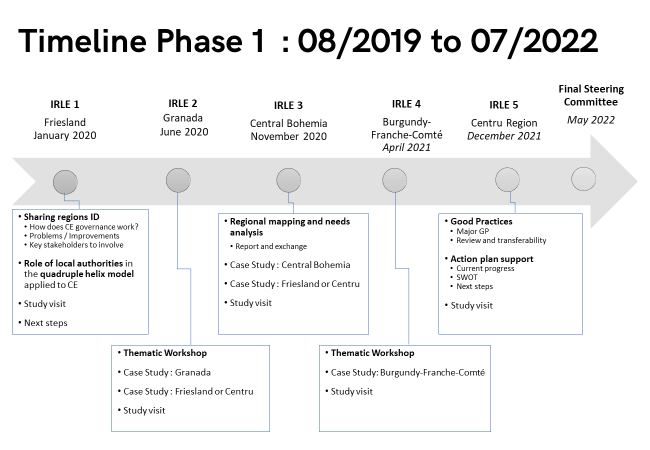 Timeline Phase 1 : 08/2019 to 07/2022
IRLE 1
Friesland
January 2020
IRLE 2
Granada
June 2020
IRLE 3
Central Bohemia
November 2020
IRLE 4
Burgundy-
Franche-Comté
April 2021
IRLE 5
Centru Region
December 2021
Final Steering
Committee
May 2022
• Sharing regions ID
• How does CE governance work?
• Problems / Improvements
• Key stakeholders to involve
• Role of local authorities in
the quadruple helix model
applied to CE
• Study visit
• Next steps
• Thematic Workshop
• Case Study : Granada
• Case Study : Friesland or Centru
• Study visit
• Regional mapping and needs
analysis
• Report and exchange
• Case Study : Central Bohemia
• Case Study : Friesland or Centru
• Study visit
• Thematic Workshop
• Case Study: Burgundy-Franche-Comté
• Study visit
• Good Practices
• Major GP
• Review and transferability
• Action plan support
• Current progress
• SWOT
• Next steps
• Study visit